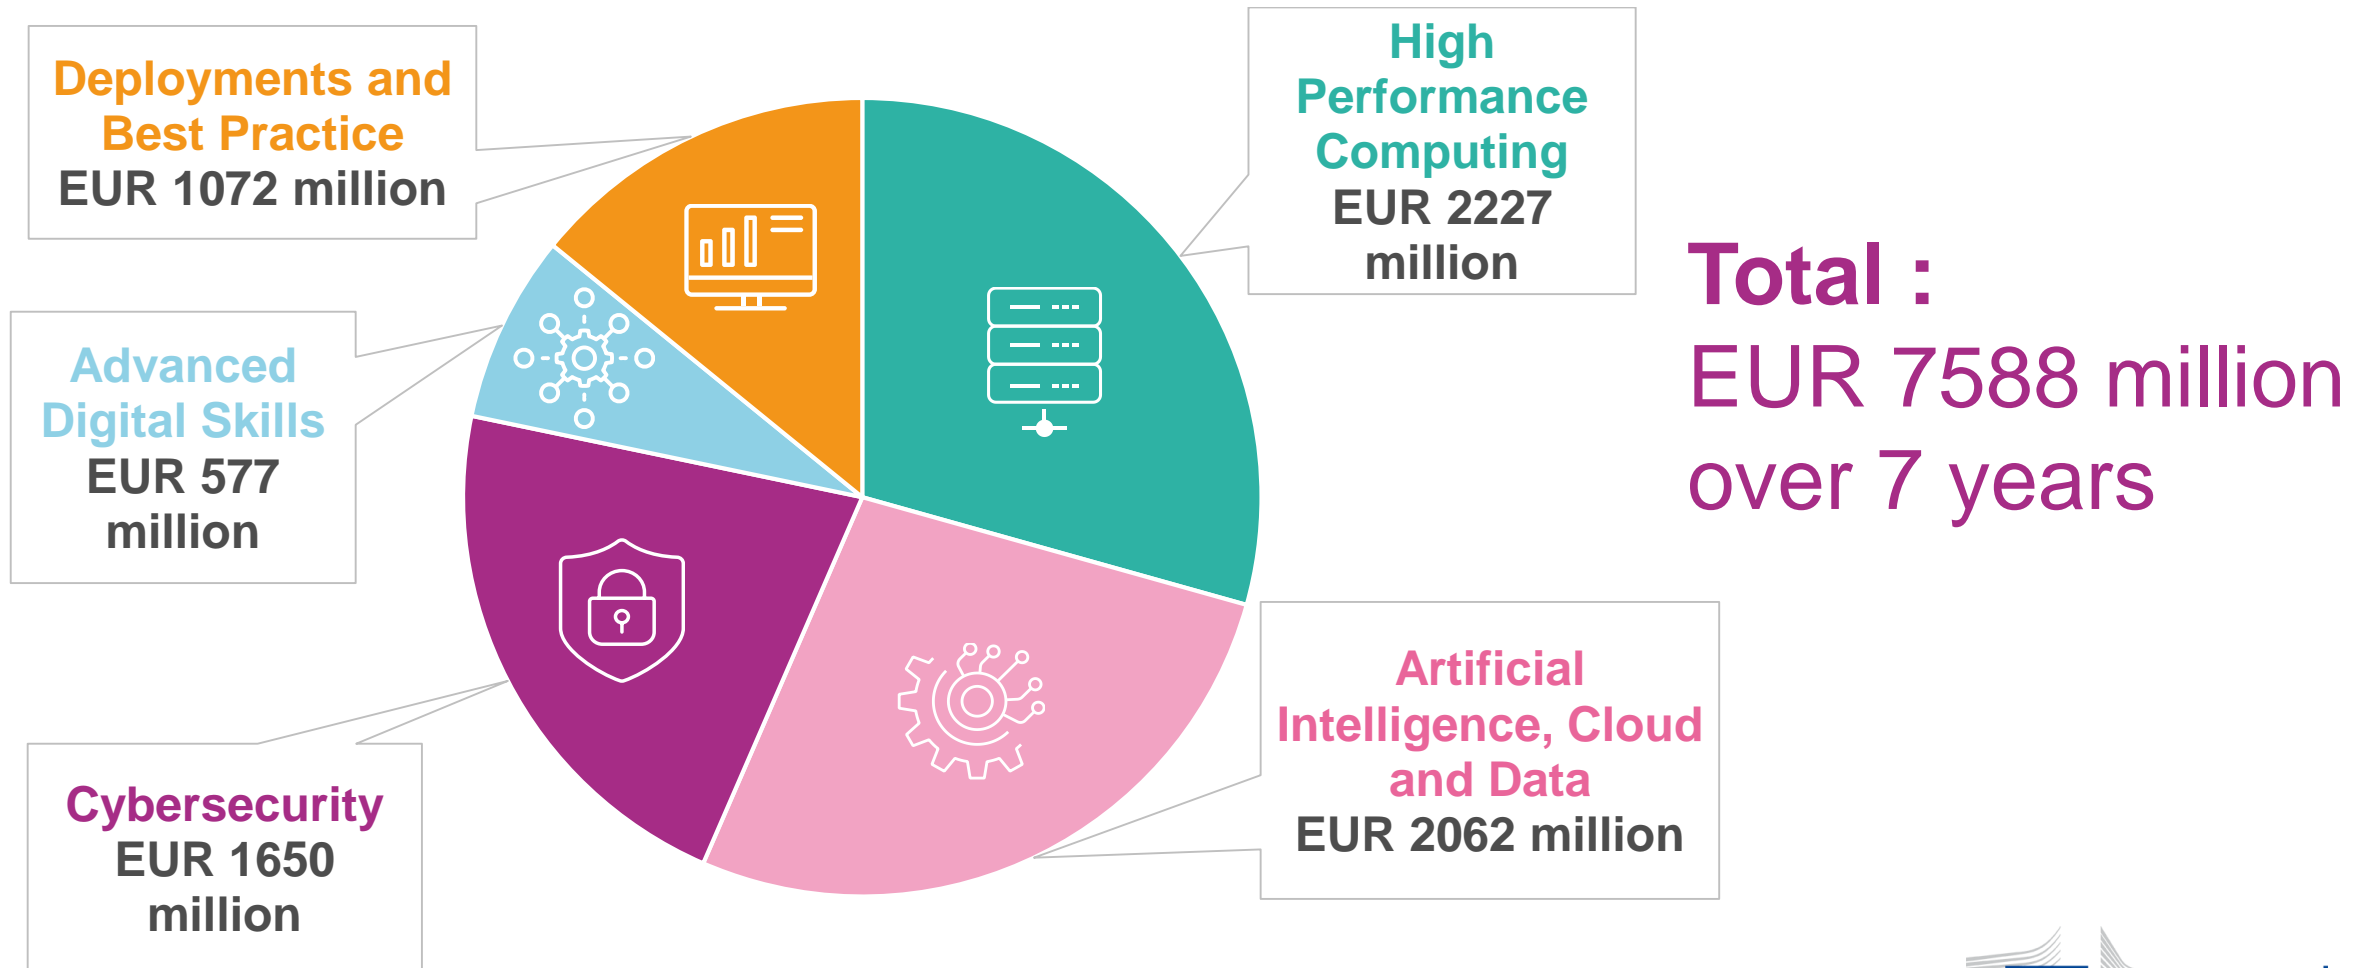 Deployments and
Best Practice
EUR 1072 million
High
Performance
Computing
EUR 2227
million
Total :
EUR 7588 million
over 7 years
Advanced
Digital Skills
EUR 577
million
Artificial
Intelligence, Cloud
and Data
EUR 2062 million
Cybersecurity
EUR 1650
million